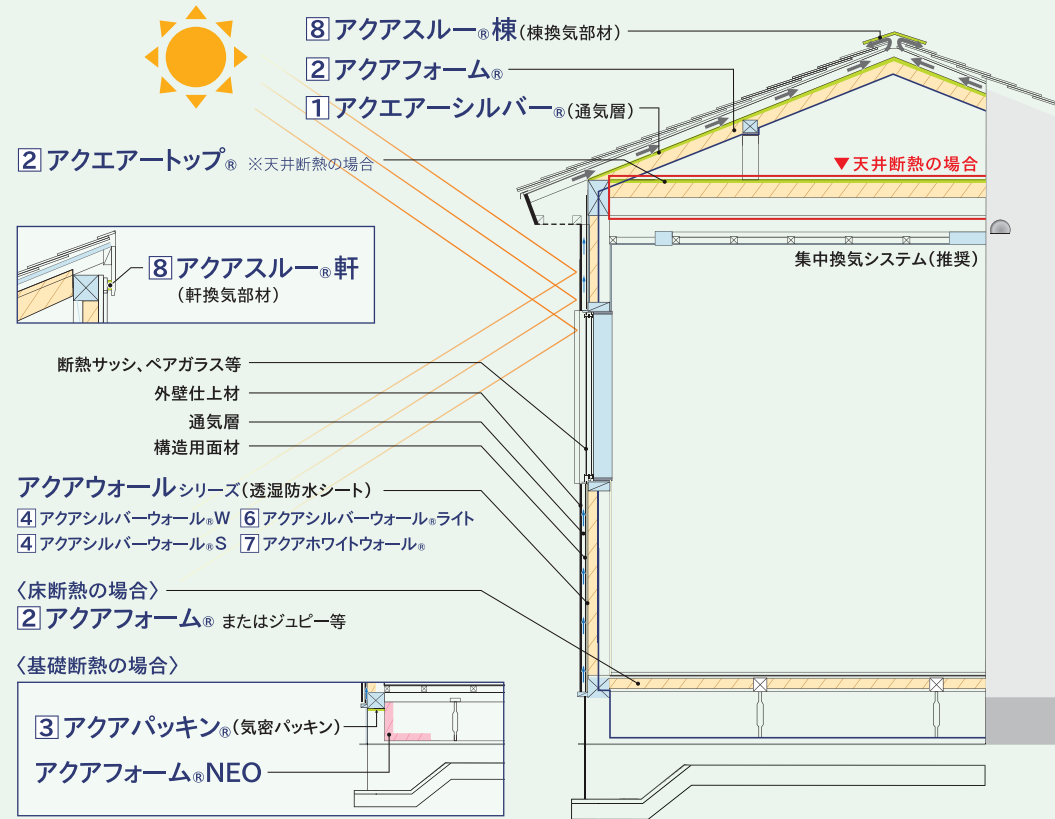 8 アクアスルー®棟(棟換気部材)
2 アクアフォーム®
1 アクエアーシルバー®(通気層)
2 アクエアートップ® ※天井断熱の場合
▼天井断熱の場合
集中換気システム(推奨)
8 アクアスルー®軒
(軒換気部材)
断熱サッシ、ペアガラス等
外壁仕上材
通気層
構造用面材
アクアウォールシリーズ(透湿防水シート)
4 アクアシルバーウォール®W 6 アクアシルバーウォール®ライト
4 アクアシルバーウォール®S 7 アクアホワイトウォール®
〈床断熱の場合〉
2 アクアフォーム® またはジュピー等
〈基礎断熱の場合〉
3 アクアパッキン®(気密パッキン)
アクアフォーム®NEO